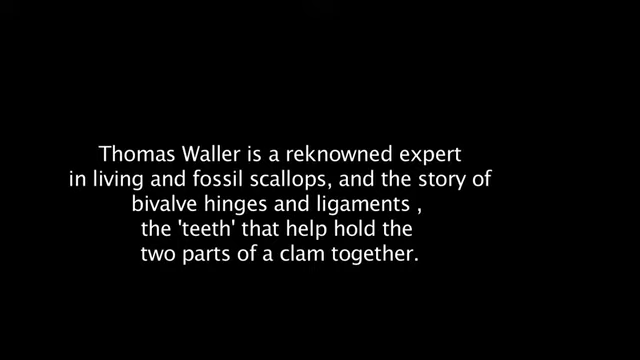 Thomas Waller is a reknowned expert
in living and fossil scallops, and the story of
bivalve hinges and ligaments ,
the 'teeth' that help hold the
two parts of a clam together.